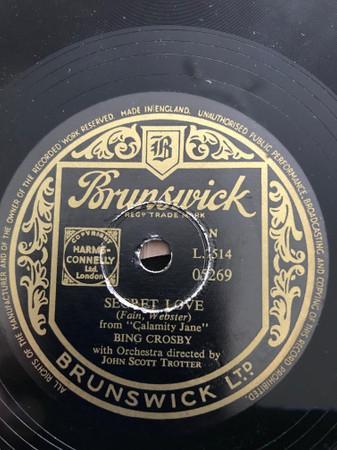 ALL RIGHTS OF THE MANUFACTURER AND OF THE OWNER OF THE RECORDED WORK RESERVED. MADE IN ENGLAND. UNAUTHORISED PUBLIC PERFORMANCE, BROADCASTING AND COPYING OF THE RECORD PROHIBITED.
B
Brunswick
REGD TRADE MARK
COPYRIGHT
HARMS-
CONNELLY
Ltd.
London
N
05269
SECRET LOVE
(Fain, Webster)
from "Calamity Jane"
BING CROSBY
with Orchestra directed by
JOHN SCOTT TROTTER
BRUNSWICK LTD